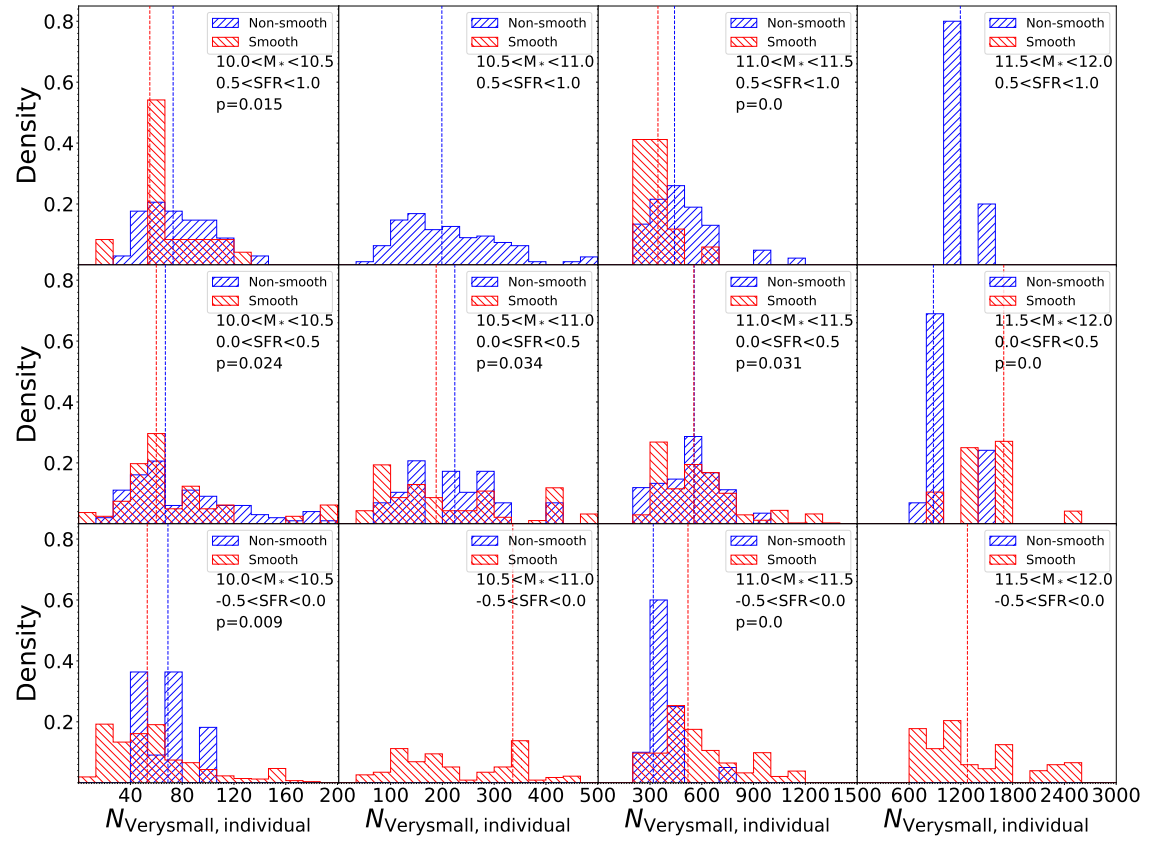 Density
0.8
0.6
0.4
0.2
Non-smooth
Smooth
10.0<M*<10.5
0.5<SFR<1.0
p=0.015
Non-smooth
Smooth
10.5<M*<11.0
0.5<SFR<1.0
Non-smooth
Smooth
11.0<M*<11.5
0.5<SFR<1.0
p=0.0
Non-smooth
Smooth
11.5<M*<12.0
0.5<SFR<1.0
Density
0.8
0.6
0.4
0.2
Non-smooth
Smooth
10.0<M*<10.5
0.0<SFR<0.5
p=0.024
Non-smooth
Smooth
10.5<M*<11.0
0.0<SFR<0.5
p=0.034
Non-smooth
Smooth
11.0<M*<11.5
0.0<SFR<0.5
p=0.031
Non-smooth
Smooth
11.5<M*<12.0
0.0<SFR<0.5
p=0.0
Density
0.8
0.6
0.4
0.2
Non-smooth
Smooth
10.0<M*<10.5
-0.5<SFR<0.0
p=0.009
Non-smooth
Smooth
10.5<M*<11.0
-0.5<SFR<0.0
Non-smooth
Smooth
11.0<M*<11.5
-0.5<SFR<0.0
p=0.0
Non-smooth
Smooth
11.5<M*<12.0
-0.5<SFR<0.0
40 80 120 160 200 100 200 300 400 500 300 600 900 1200 1500 600 1200 1800 2400 3000
N Verysmall, individual
N Verysmall, individual
N Verysmall, individual
N Verysmall, individual